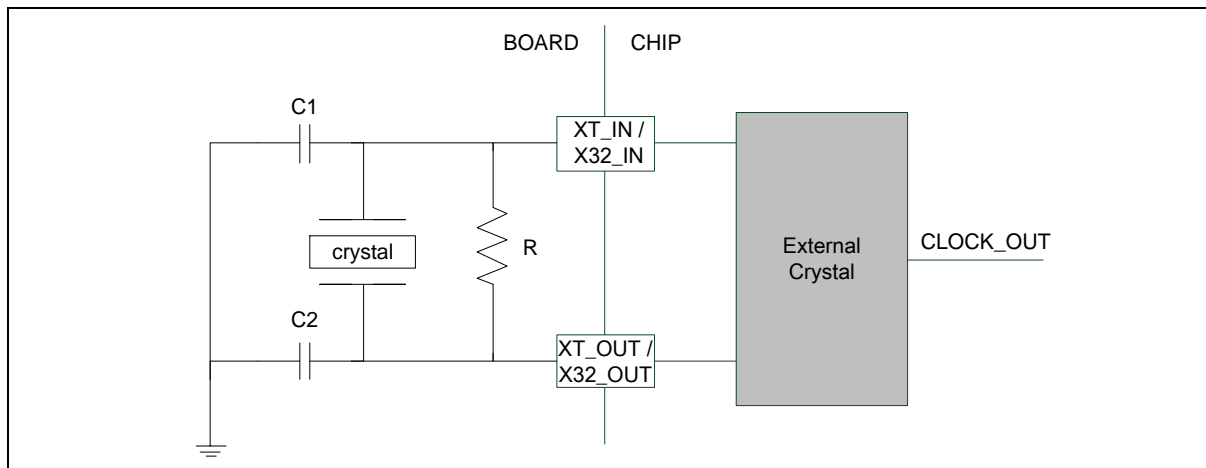 BOARD
CHIP
C1
XT_IN /
X32_IN
crystal
R
External
Crystal
CLOCK_OUT
C2
XT_OUT /
X32_OUT